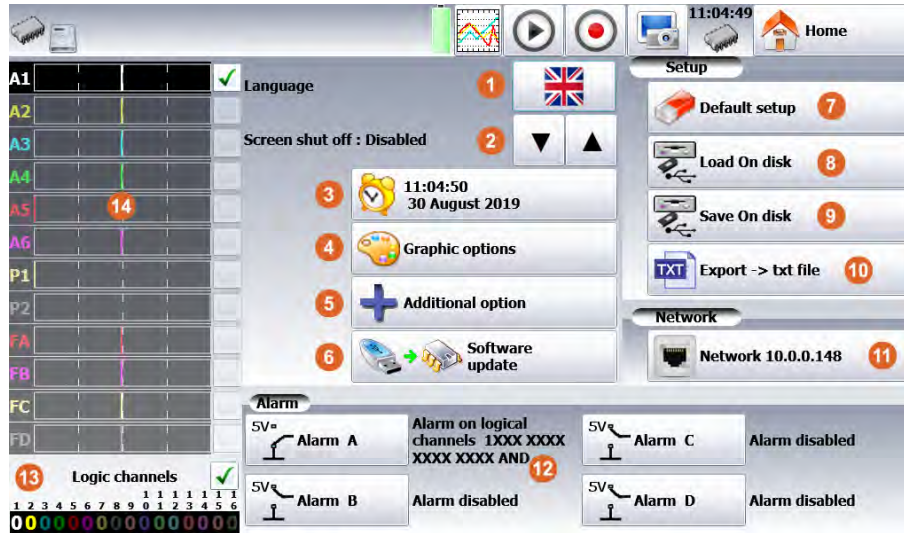 11:04:49
Home
A1
A2
A3
A4
A5
A6
P1
P2
FA
FB
FC
FD
14
Language
1
Screen shut off : Disabled
2
▼ ▲
3
11:04:50
30 August 2019
4
Graphic options
5
Additional option
6
Software
update
Setup
Default setup
7
Load On disk
8
Save On disk
9
TXT
Export -> txt file
10
Network
Network 10.0.0.148
11
Alarm
5V
Alarm A
Alarm on logical
channels 1XXX XXXX
XXXX XXXX AND
12
5V
Alarm C
Alarm disabled
5V
Alarm B
Alarm disabled
5V
Alarm D
Alarm disabled
13
Logic channels
1 1 1 1 1 1 1
1 2 3 4 5 6 7 8 9 0 1 2 3 4 5 6
0 0 0 0 0 0 0 0 0 0 0 0 0 0 0 0